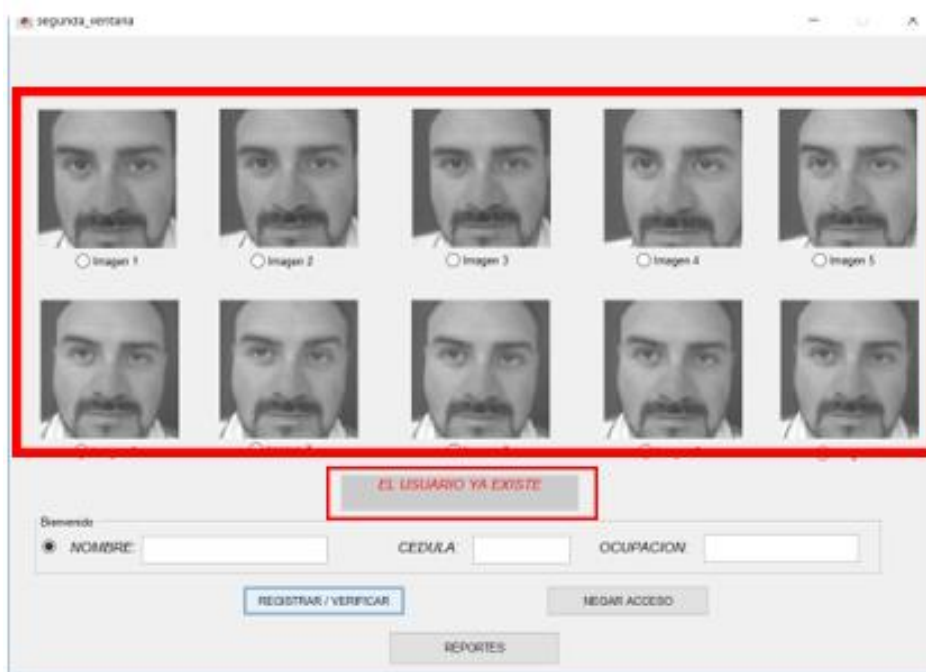 segunda_ventana
Imagen 1 Imagen 2 Imagen 3 Imagen 4 Imagen 5
EL USUARIO YA EXISTE
Bienvenido
NOMBRE: CEDULA: OCUPACION:
REGISTRAR / VERIFICAR NEGAR ACCESO
REPORTES